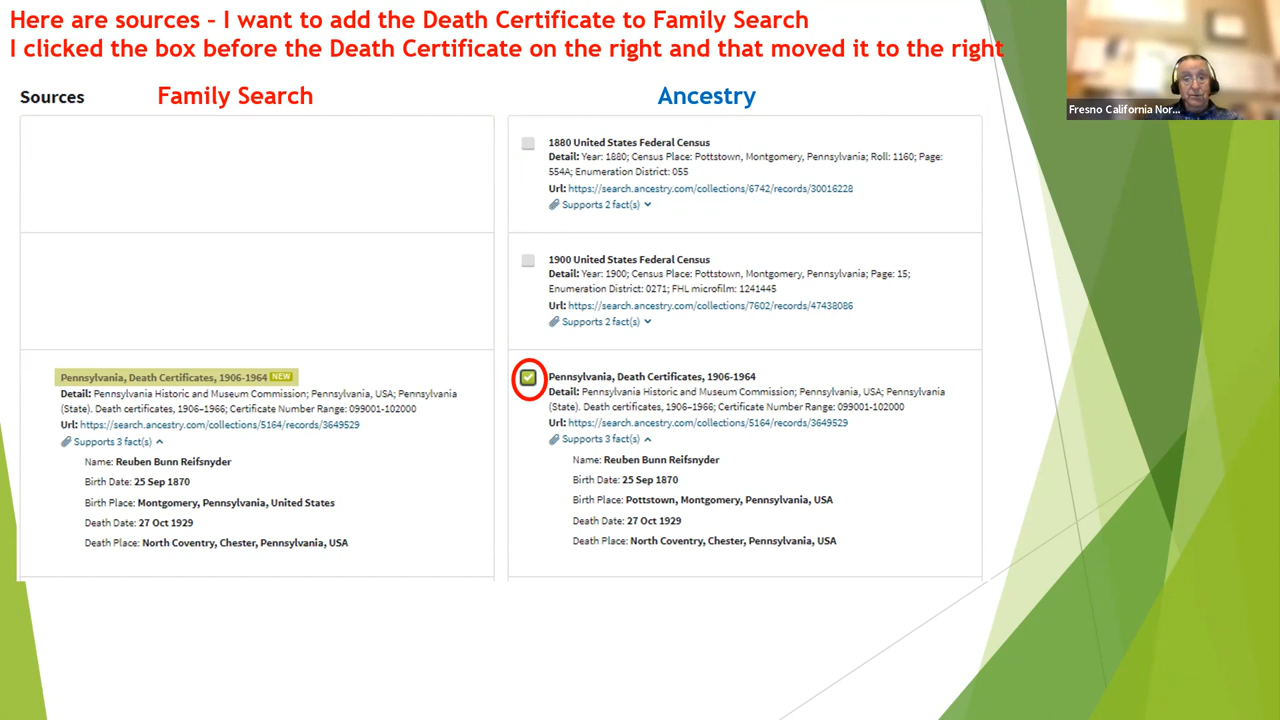 Here are sources – I want to add the Death Certificate to Family Search
I clicked the box before the Death Certificate on the right and that moved it to the right
Fresno California Nor...
Sources
Family Search
Ancestry
1880 United States Federal Census
Detail: Year: 1880; Census Place: Pottstown, Montgomery, Pennsylvania; Roll: 1160; Page:
554A; Enumeration District: 055
Url: https://search.ancestry.com/collections/6742/records/30016228
Supports 2 fact(s)
1900 United States Federal Census
Detail: Year: 1900; Census Place: Pottstown, Montgomery, Pennsylvania; Page: 15;
Enumeration District: 0271; FHL microfilm: 1241445
Url: https://search.ancestry.com/collections/7602/records/47438086
Supports 2 fact(s)
Pennsylvania, Death Certificates, 1906-1964 NEW
Detail: Pennsylvania Historic and Museum Commission; Pennsylvania, USA; Pennsylvania
(State). Death certificates, 1906–1966; Certificate Number Range: 099001-102000
Url: https://search.ancestry.com/collections/5164/records/3649529
Supports 3 fact(s)
Name: Reuben Bunn Reifsnyder
Birth Date: 25 Sep 1870
Birth Place: Montgomery, Pennsylvania, United States
Death Date: 27 Oct 1929
Death Place: North Coventry, Chester, Pennsylvania, USA
Pennsylvania, Death Certificates, 1906-1964
Detail: Pennsylvania Historic and Museum Commission; Pennsylvania, USA; Pennsylvania
(State). Death certificates, 1906–1966; Certificate Number Range: 099001-102000
Url: https://search.ancestry.com/collections/5164/records/3649529
Supports 3 fact(s)
Name: Reuben Bunn Reifsnyder
Birth Date: 25 Sep 1870
Birth Place: Pottstown, Montgomery, Pennsylvania, USA
Death Date: 27 Oct 1929
Death Place: North Coventry, Chester, Pennsylvania, USA